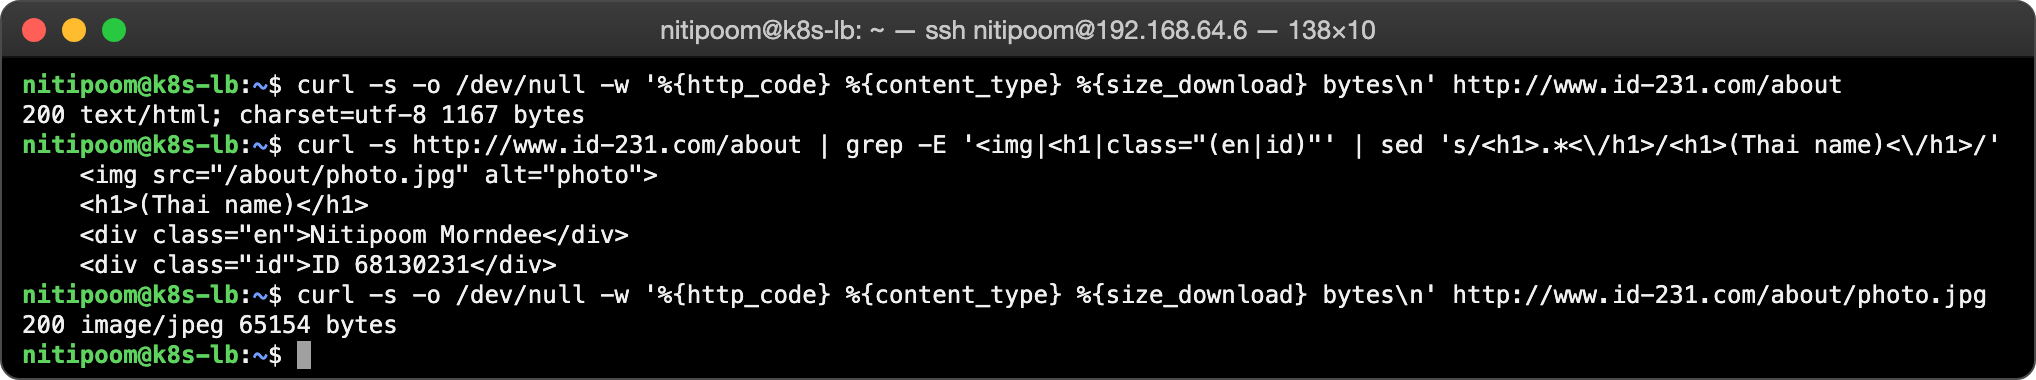 nitipoom@k8s-lb: ~ — ssh nitipoom@192.168.64.6 — 138×10
nitipoom@k8s-lb:~$ curl -s -o /dev/null -w '%{http_code} %{content_type} %{size_download} bytes\n' http://www.id-231.com/about
200 text/html; charset=utf-8 1167 bytes
nitipoom@k8s-lb:~$ curl -s http://www.id-231.com/about | grep -E '<img|<h1|class="(en|id)"' | sed 's/<h1>.*<\/h1>/<h1>(Thai name)<\/h1>/'
    <img src="/about/photo.jpg" alt="photo">
    <h1>(Thai name)</h1>
    <div class="en">Nitipoom Morndee</div>
    <div class="id">ID 68130231</div>
nitipoom@k8s-lb:~$ curl -s -o /dev/null -w '%{http_code} %{content_type} %{size_download} bytes\n' http://www.id-231.com/about/photo.jpg
200 image/jpeg 65154 bytes
nitipoom@k8s-lb:~$